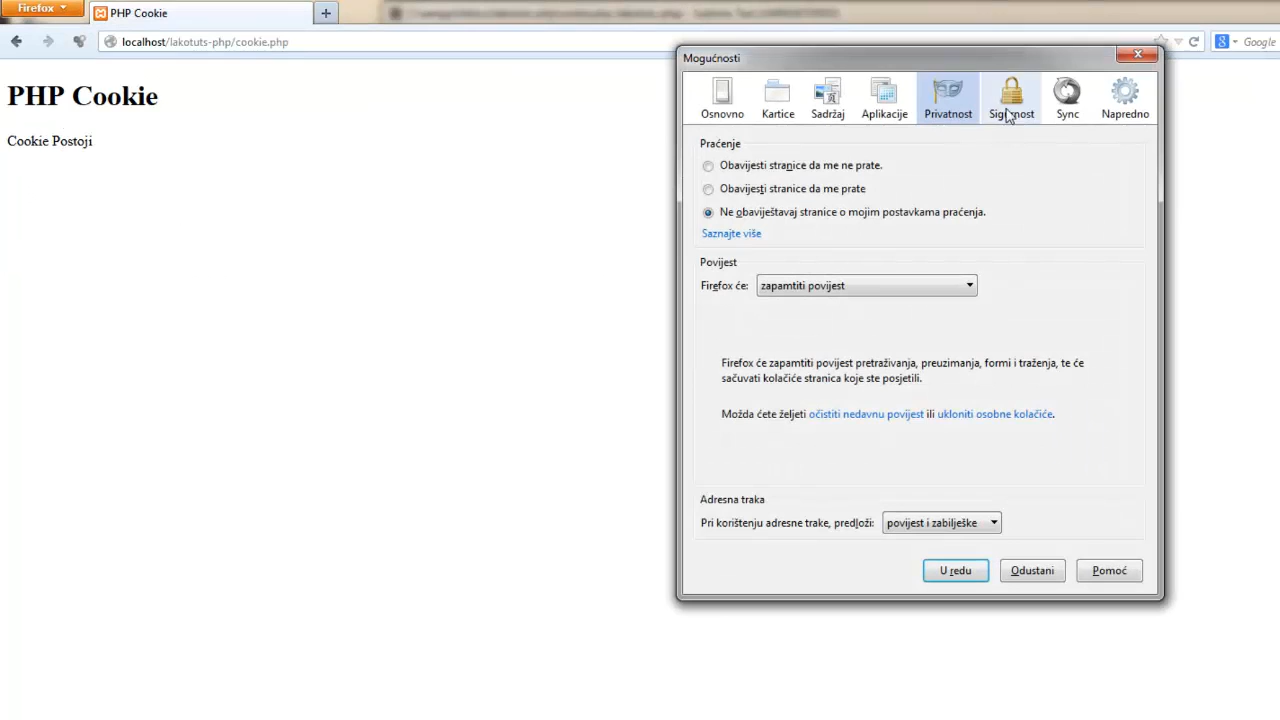 Firefox
PHP Cookie
localhost/lakotuts-php/cookie.php
Google
PHP Cookie
Cookie Postoji
Mogućnosti
Osnovno
Kartice
Sadržaj
Aplikacije
Privatnost
Sigurnost
Sync
Napredno
Praćenje
Obavijesti stranice da me ne prate.
Obavijesti stranice da me prate
Ne obaviještavaj stranice o mojim postavkama praćenja.
Saznajte više
Povijest
Firefox će: zapamtiti povijest
Firefox će zapamtiti povijest pretraživanja, preuzimanja, formi i traženja, te će
sačuvati kolačiće stranica koje ste posjetili.
Možda ćete željeti očistiti nedavnu povijest ili ukloniti osobne kolačiće.
Adresna traka
Pri korištenju adresne trake, predloži: povijest i zabilješke
U redu
Odustani
Pomoć